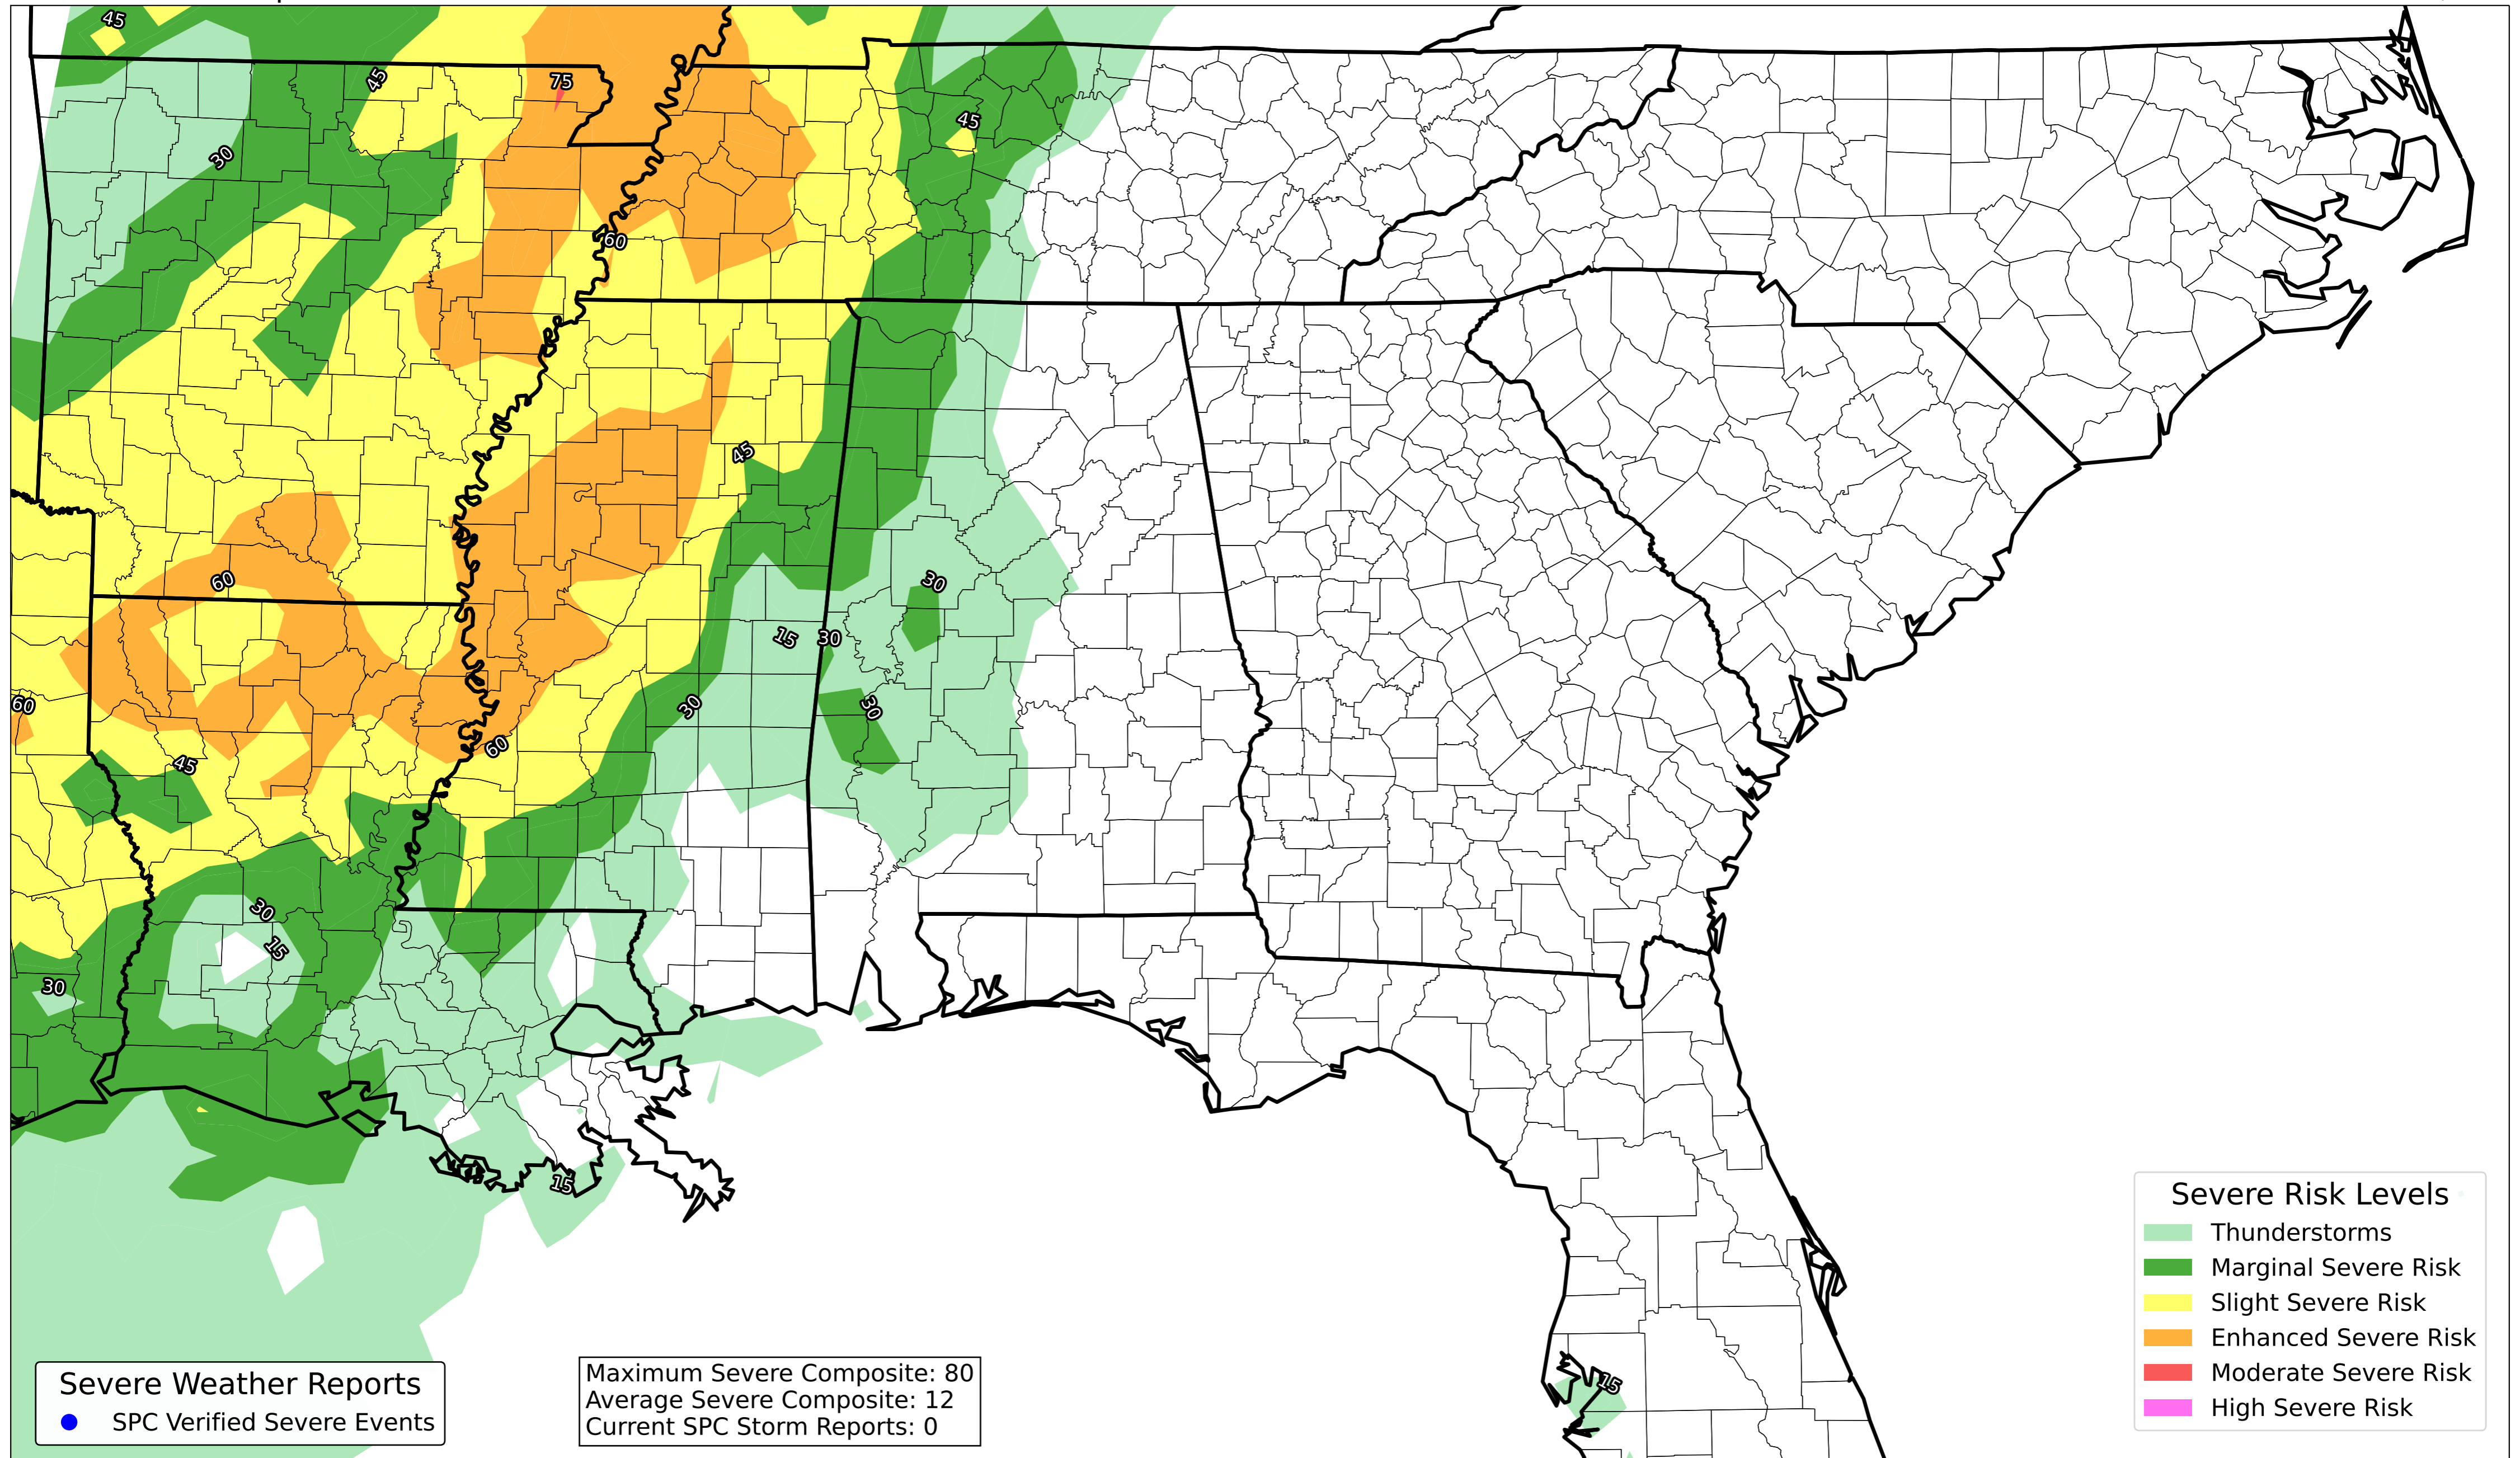 45
45
75
45
30
60
45
60
30
15
30
60
30
30
60
45
30
15
30
15
15
Severe Risk Levels
Thunderstorms
Marginal Severe Risk
Slight Severe Risk
Enhanced Severe Risk
Moderate Severe Risk
High Severe Risk
Severe Weather Reports
SPC Verified Severe Events
Maximum Severe Composite: 80
Average Severe Composite: 12
Current SPC Storm Reports: 0